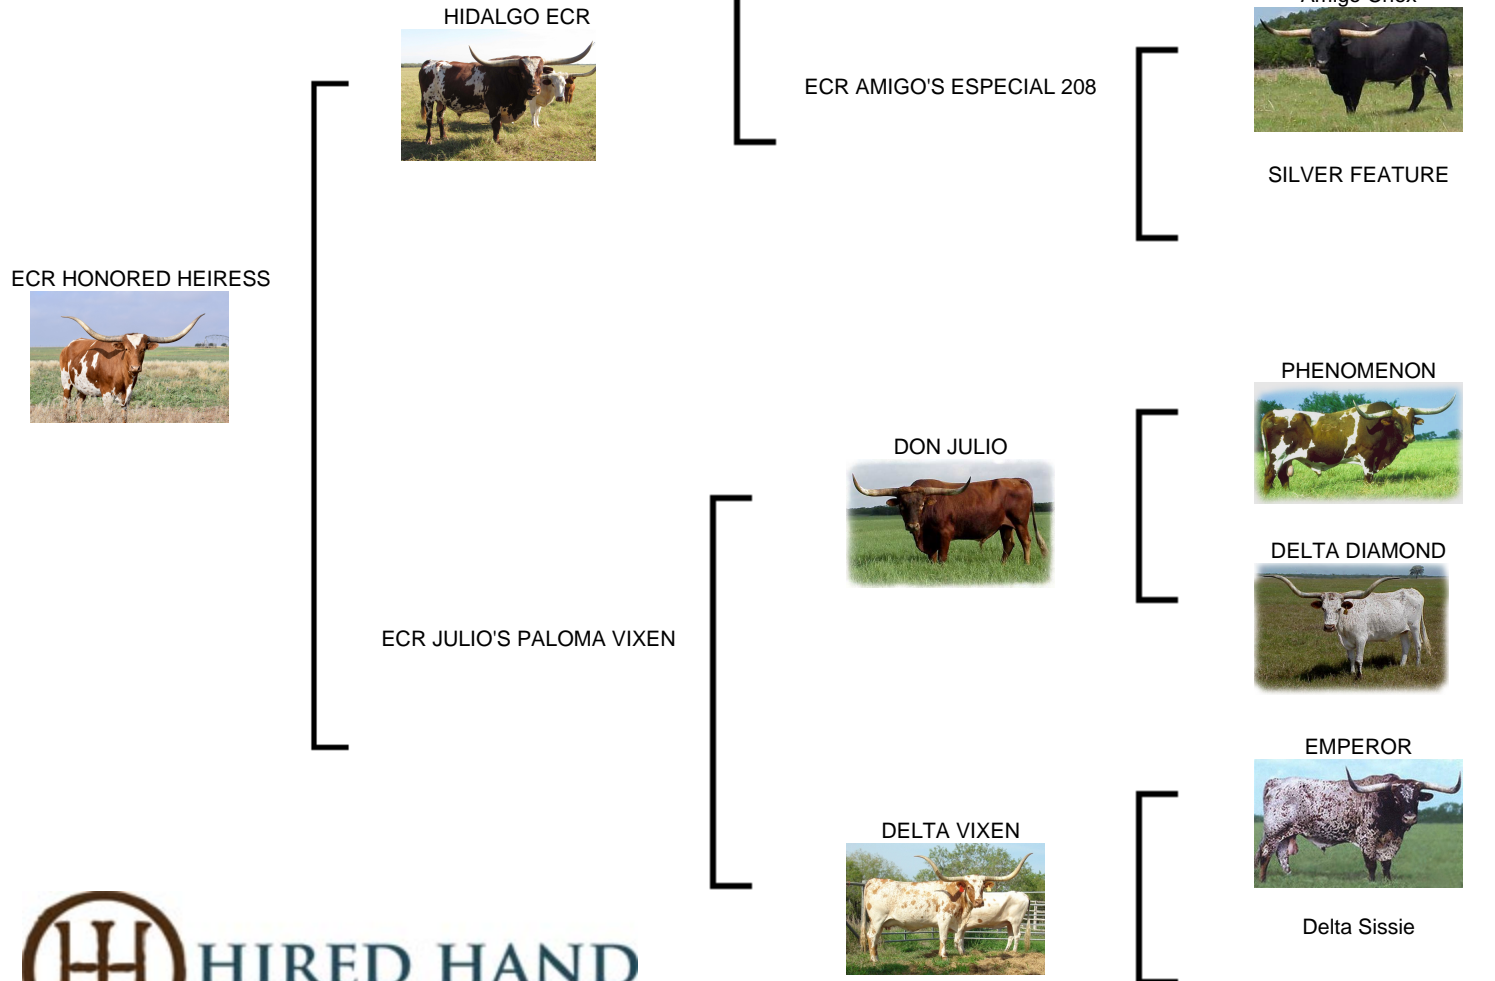 HIDALGO ECR
ECR AMIGO'S ESPECIAL 208
SILVER FEATURE
ECR HONORED HEIRESS
PHENOMENON
DON JULIO
DELTA DIAMOND
ECR JULIO'S PALOMA VIXEN
EMPEROR
DELTA VIXEN
Delta Sissie
HIRED HAND